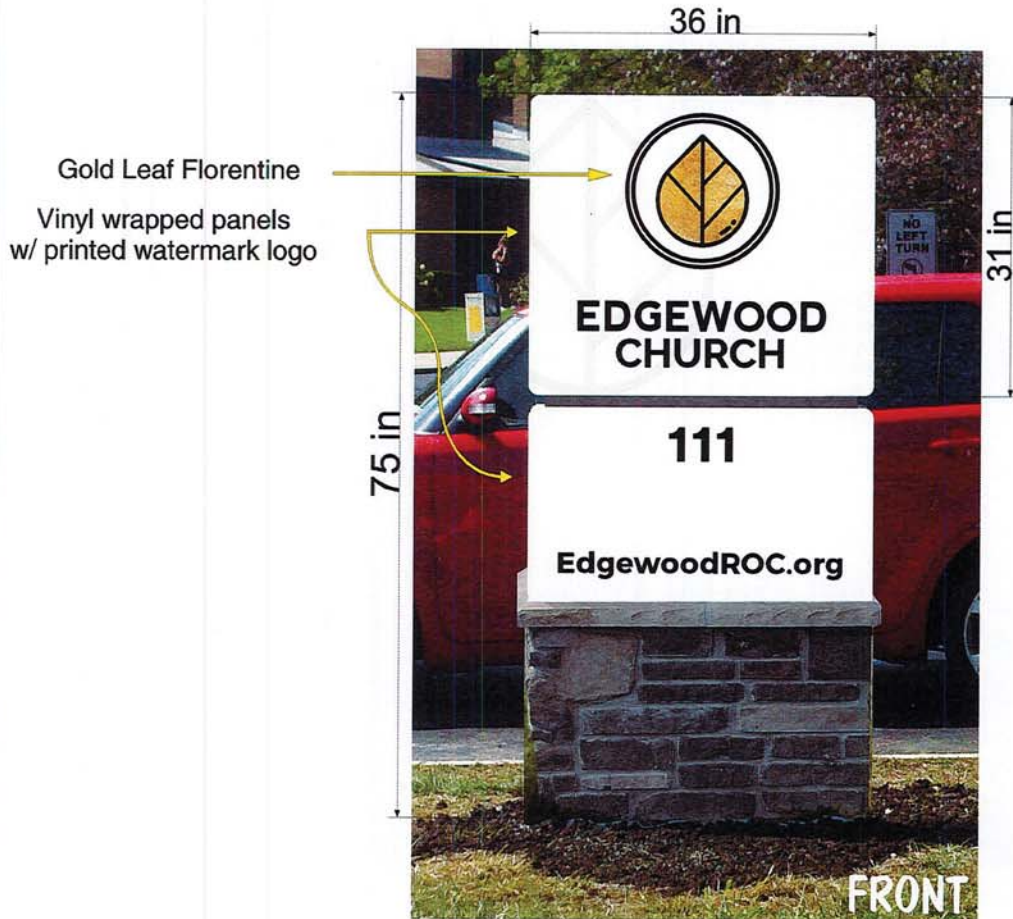 36 in
Gold Leaf Florentine
Vinyl wrapped panels
w/ printed watermark logo
NO
LEFT
TURN
31 in
EDGEWOOD
CHURCH
75 in
111
EdgewoodROC.org
FRONT